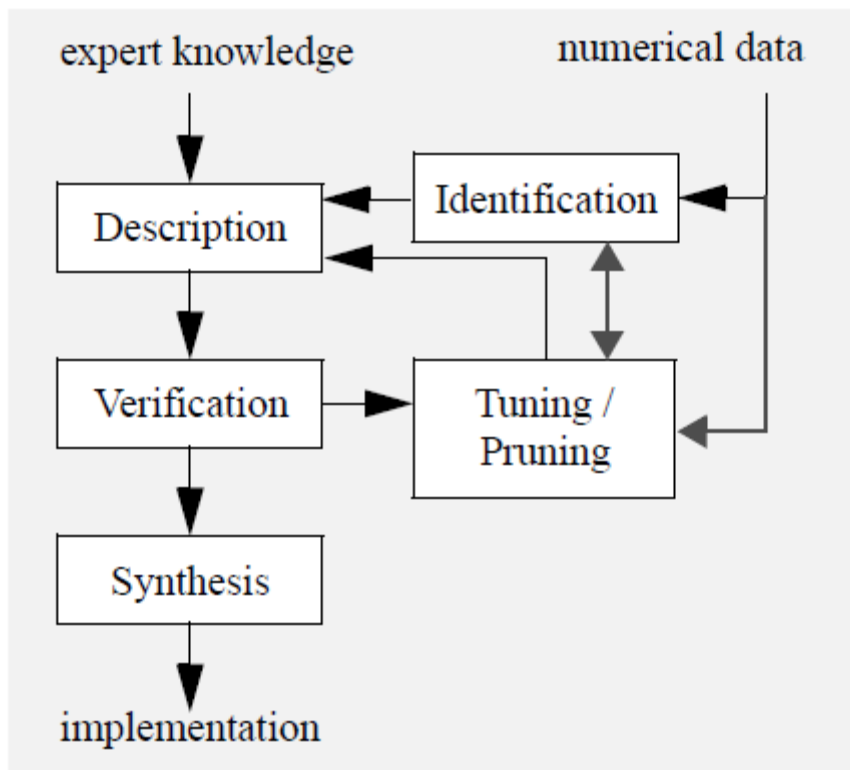 expert knowledge
numerical data
Identification
Description
Verification
Tuning /
Pruning
Synthesis
implementation